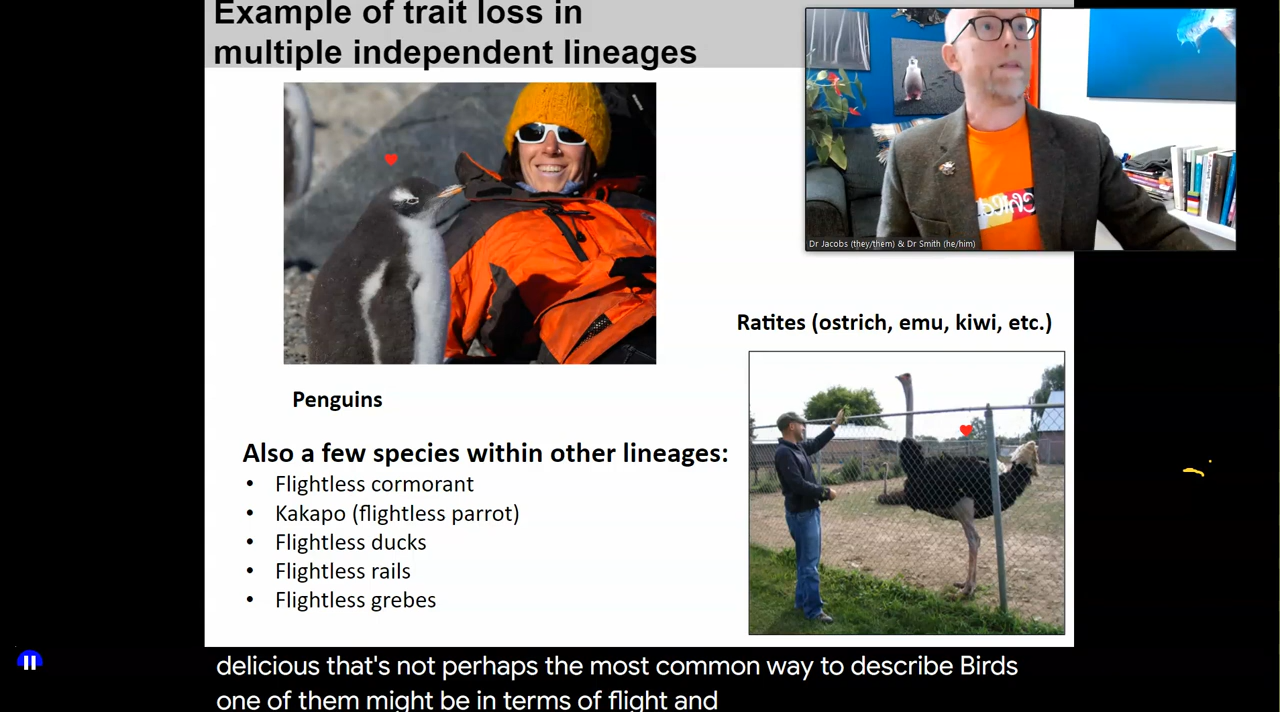 Example of trait loss in
multiple independent lineages
Dr Jacobs (they/them) & Dr Smith (he/him)
Ratites (ostrich, emu, kiwi, etc.)
Penguins
Also a few species within other lineages:
• Flightless cormorant
• Kakapo (flightless parrot)
• Flightless ducks
• Flightless rails
• Flightless grebes
delicious that's not perhaps the most common way to describe Birds
one of them might be in terms of flight and